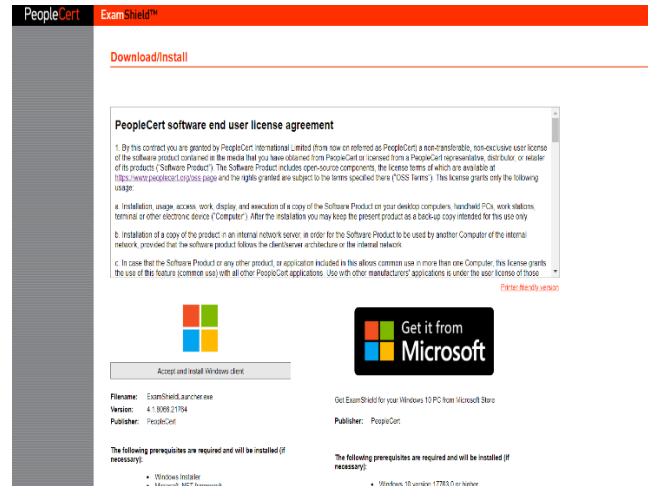 PeopleCert
ExamShield™
Download/Install
PeopleCert software end user license agreement
1. By this contract you are granted by PeopleCert International Limited (from now on referred as PeopleCert) a non-transferable, non-exclusive user license
of the software product contained in the media that you have obtained from PeopleCert or licensed from a PeopleCert representative, distributor, or retailer
of its products ("Software Product"). The Software Product includes open-source components, the license terms of which are available at
https://www.peoplecert.org/oss-page and the rights granted are subject to the terms specified there ("OSS Terms"). This license grants only the following
usage:
a. Installation, usage, access, work, display, and execution of a copy of the Software Product on your desktop computers, handheld PCs, work stations,
terminal or other electronic device ("Computer"). After the installation you may keep the present product as a back-up copy intended for this use only.
b. Installation of a copy of the product in an internal network server, in order for the Software Product to be used by another Computer of the internal
network, provided that the software product follows the client/server architecture or the internal network
c. In case that the Software Product or any other product, or application included in this allows common use in more than one Computer, this license grants
the use of this feature (common use) with all other PeopleCert applications. Use with other manufacturers' applications is under the user license of those
Printer-friendly version
Get it from
Microsoft
Accept and Install Windows client
Filename: ExamShieldLauncher.exe
Version:
Publisher: PeopleCert
Get ExamShield for your Windows 10 PC from Microsoft Store
Publisher: PeopleCert
The following prerequisites are required and will be installed (if
necessary):
• Windows Installer
• Microsoft .NET framework
The following prerequisites are required and will be installed (if
necessary):
• Windows 10 version 17763.0 or higher